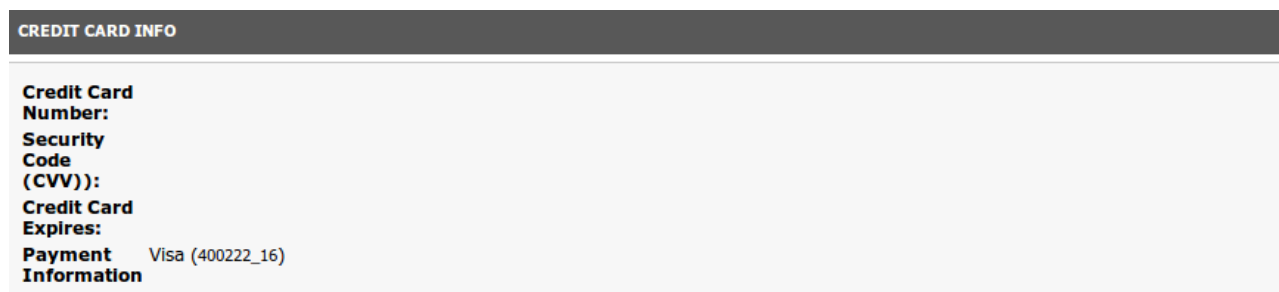 CREDIT CARD INFO
Credit Card
Number:
Security
Code
(CVV)):
Credit Card
Expires:
Payment Visa (400222_16)
Information